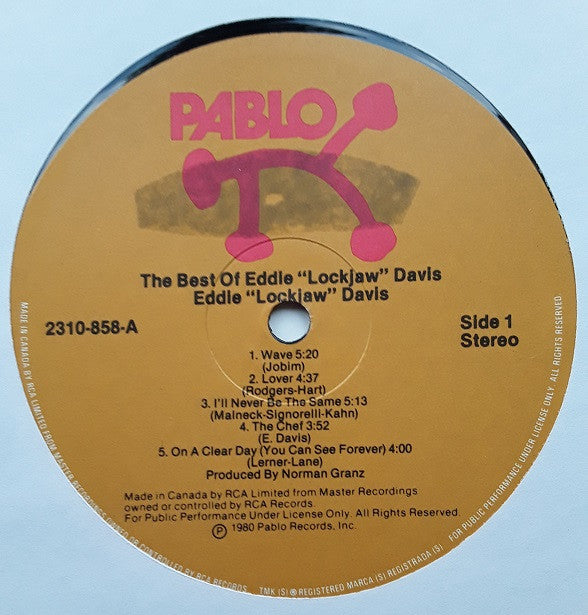 PABLO
The Best Of Eddie "Lockjaw" Davis
Eddie "Lockjaw" Davis
2310-858-A
Side 1
Stereo
1. Wave 5:20
(Jobim)
2. Lover 4:37
(Rodgers-Hart)
3. I'll Never Be The Same 5:13
(Malneck-Signorelli-Kahn)
4. The Chef 3:52
(E. Davis)
5. On A Clear Day (You Can See Forever) 4:00
(Lerner-Lane)
Produced By Norman Granz
Made in Canada by RCA Limited from Master Recordings
owned or controlled by RCA Records.
For Public Performance Under License Only. All Rights Reserved.
Ⓟ 1980 Pablo Records, Inc.
MADE IN CANADA BY RCA LIMITED FROM MASTER RECORDINGS OWNED OR CONTROLLED BY RCA RECORDS TMK (S) ® REGISTERED MARCA (S) REGISTRADA (S) FOR PUBLIC PERFORMANCE UNDER LICENSE ONLY. ALL RIGHTS RESERVED